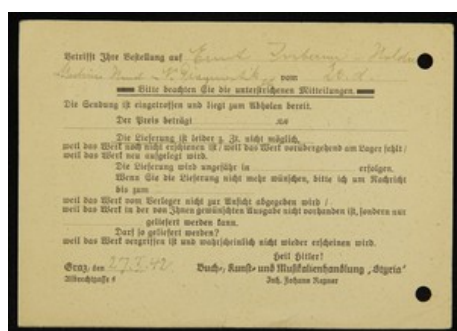 Betrifft Ihre Bestellung auf Ernst
vom
Bitte beachten Sie die unterstrichenen Mitteilungen.
Die Sendung ist eingetroffen und liegt zum Abholen bereit.
Der Preis beträgt RM
Die Lieferung ist leider z. Zt. nicht möglich,
weil das Werk noch nicht erschienen ist / weil das Werk vorübergehend am Lager fehlt /
weil das Werk neu aufgelegt wird.
Die Lieferung wird ungefähr in erfolgen.
Wenn Sie die Lieferung nicht mehr wünschen, bitte ich um Nachricht
bis zum
weil das Werk vom Verleger nicht zur Ansicht abgegeben wird /
weil das Werk in der von Ihnen gewünschten Ausgabe nicht vorhanden ist, sondern nur
geliefert werden kann.
Darf so geliefert werden?
weil das Werk vergriffen ist und wahrscheinlich nicht wieder erscheinen wird.
Heil Hitler!
Graz, den 27. X. 42 Buch-, Kunst- und Musikalienhandlung „Styria“
Albrechtgasse Inh. Johann